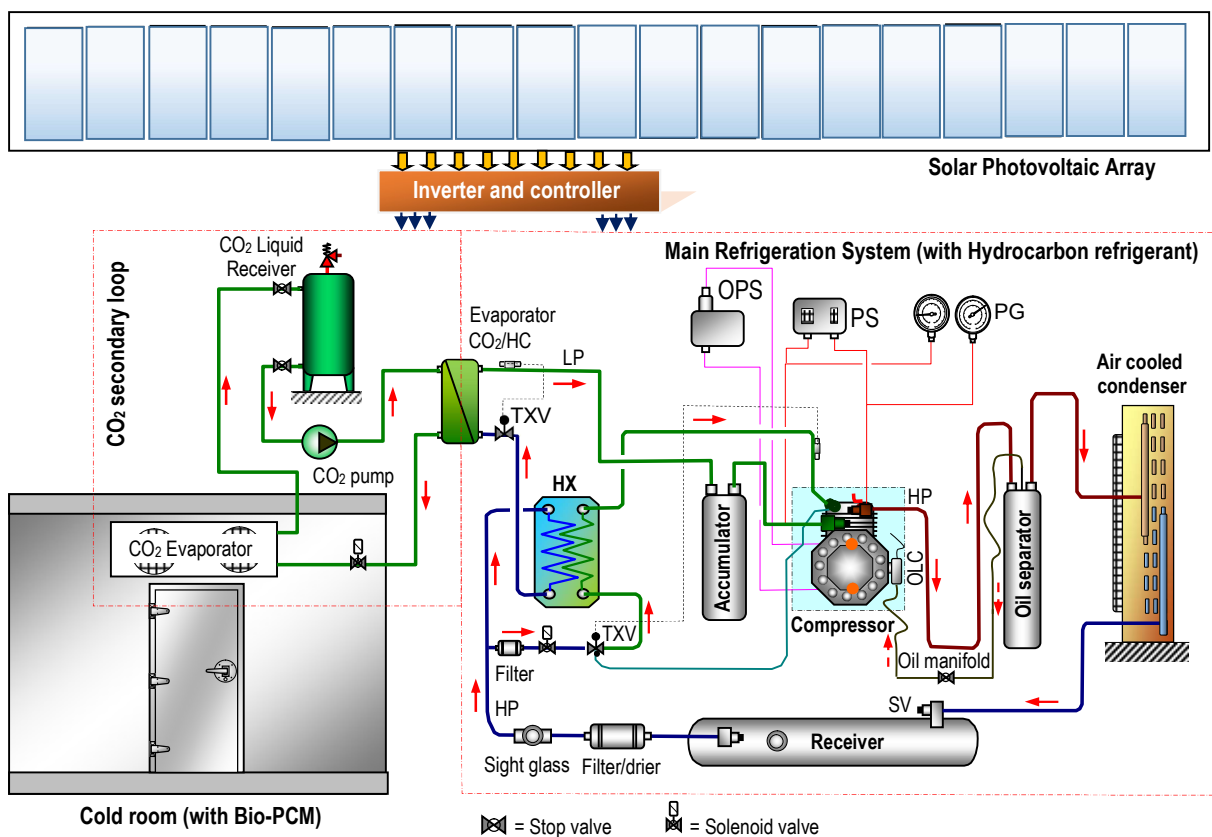 Solar Photovoltaic Array
Inverter and controller
CO₂ secondary loop
CO₂ Liquid
Receiver
CO₂ pump
Evaporator
CO₂/HC
Main Refrigeration System (with Hydrocarbon refrigerant)
OPS
PS
PG
LP
TXV
Air cooled
condenser
HX
Accumulator
HP
OLC
Oil separator
Compressor
CO₂ Evaporator
TXV
Filter
Oil manifold
HP
SV
Receiver
Sight glass
Filter/drier
Cold room (with Bio-PCM)
= Stop valve
= Solenoid valve